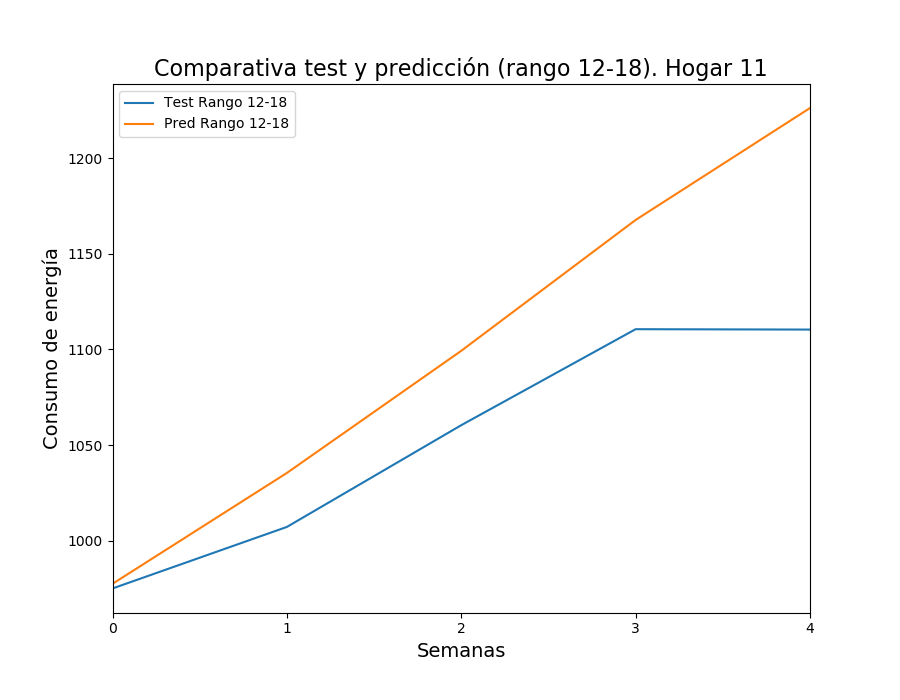 Comparativa test y predicción (rango 12-18). Hogar 11
Test Rango 12-18
Pred Rango 12-18
1200
1150
1100
1050
1000
Consumo de energía
0 1 2 3 4
Semanas